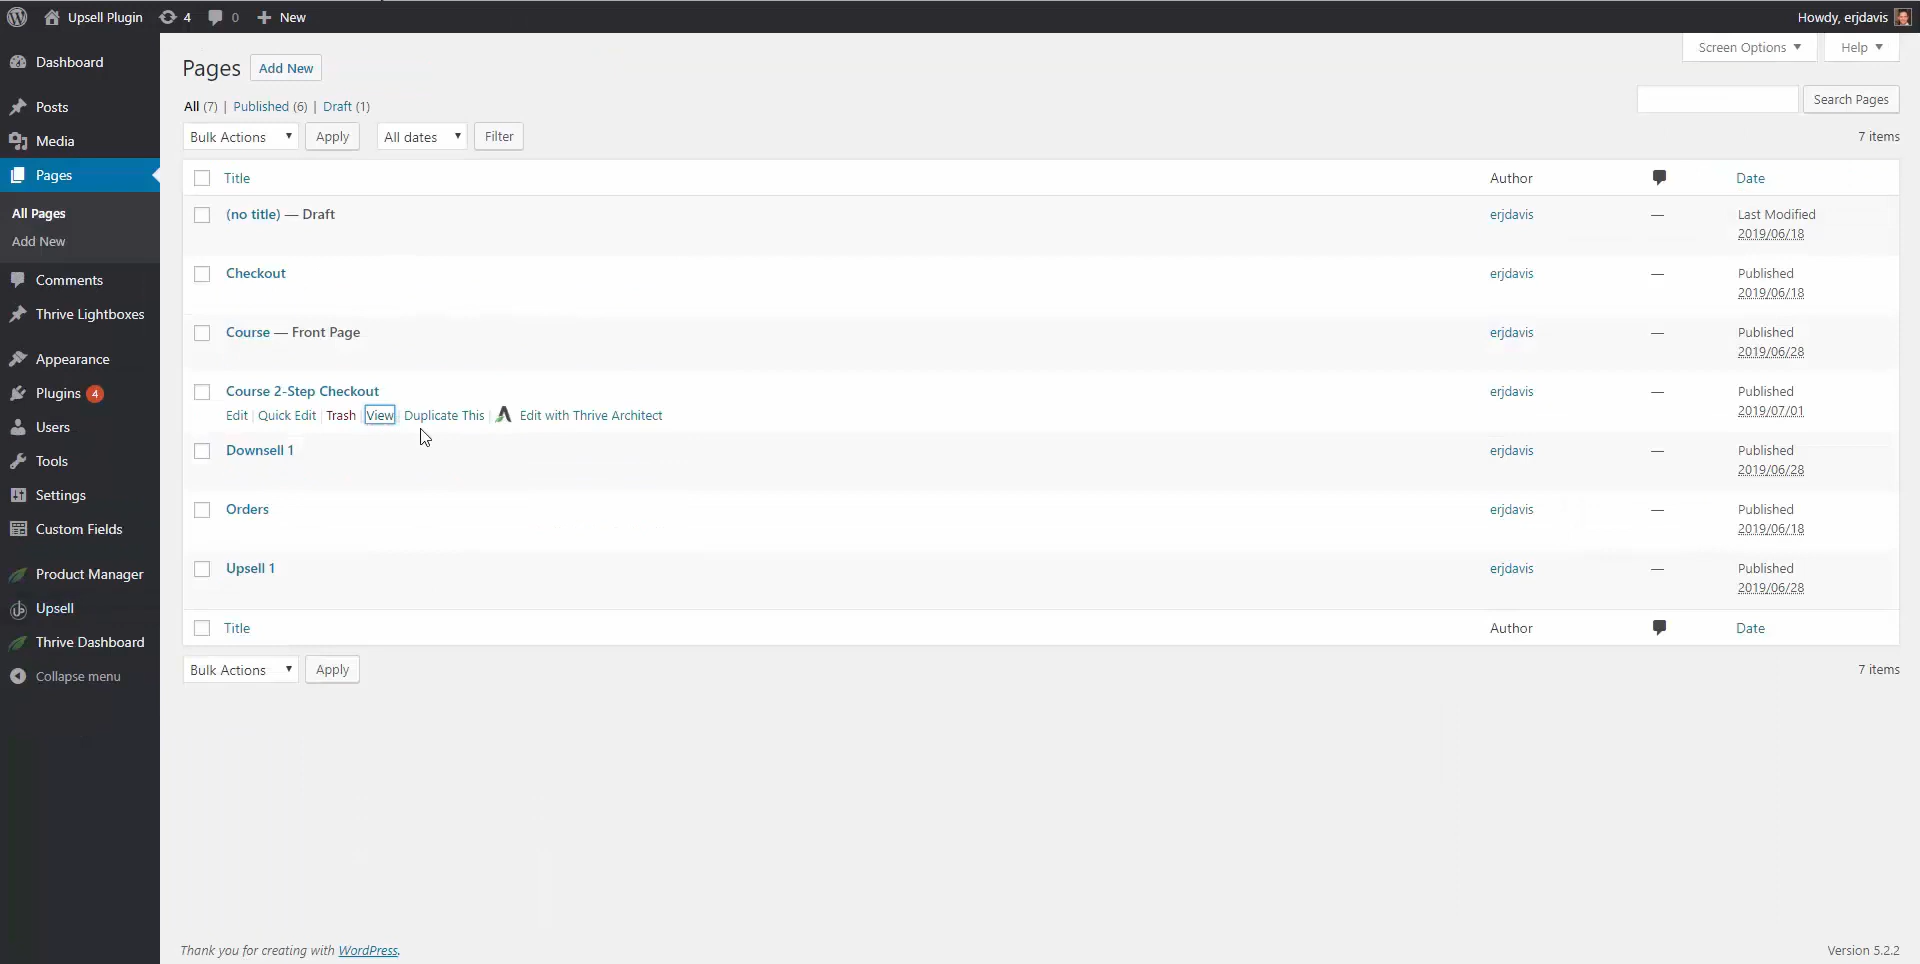 Upsell Plugin 4 0 New Howdy, erjdavis
Dashboard
Posts
Media
Pages
All Pages
Add New
Comments
Thrive Lightboxes
Appearance
Plugins 4
Users
Tools
Settings
Custom Fields
Product Manager
Upsell
Thrive Dashboard
Collapse menu
Screen Options Help
Pages Add New
All (7) | Published (6) | Draft (1)
Search Pages
Bulk Actions Apply All dates Filter 7 items
Title Author Date
(no title) — Draft erjdavis — Last Modified
2019/06/18
Checkout erjdavis — Published
2019/06/18
Course — Front Page erjdavis — Published
2019/06/28
Course 2-Step Checkout erjdavis — Published
2019/07/01
Edit | Quick Edit | Trash | View | Duplicate This | Edit with Thrive Architect
Downsell 1 erjdavis — Published
2019/06/28
Orders erjdavis — Published
2019/06/18
Upsell 1 erjdavis — Published
2019/06/28
Title Author Date
Bulk Actions Apply 7 items
Thank you for creating with WordPress. Version 5.2.2